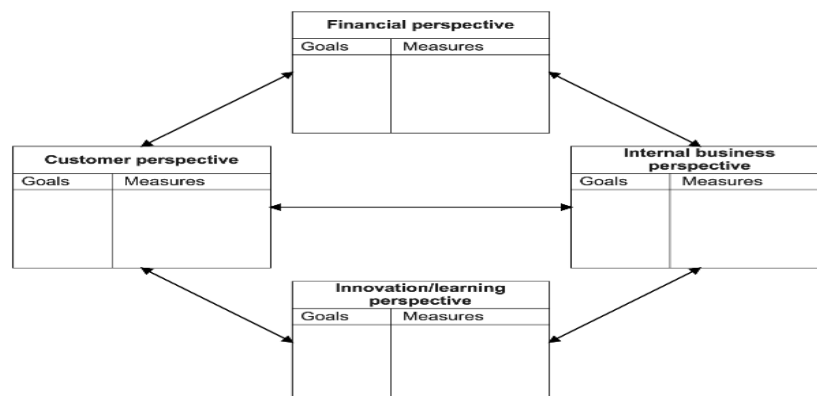 Financial perspective
Goals Measures
Customer perspective
Goals Measures
Internal business
perspective
Goals Measures
Innovation/learning
perspective
Goals Measures